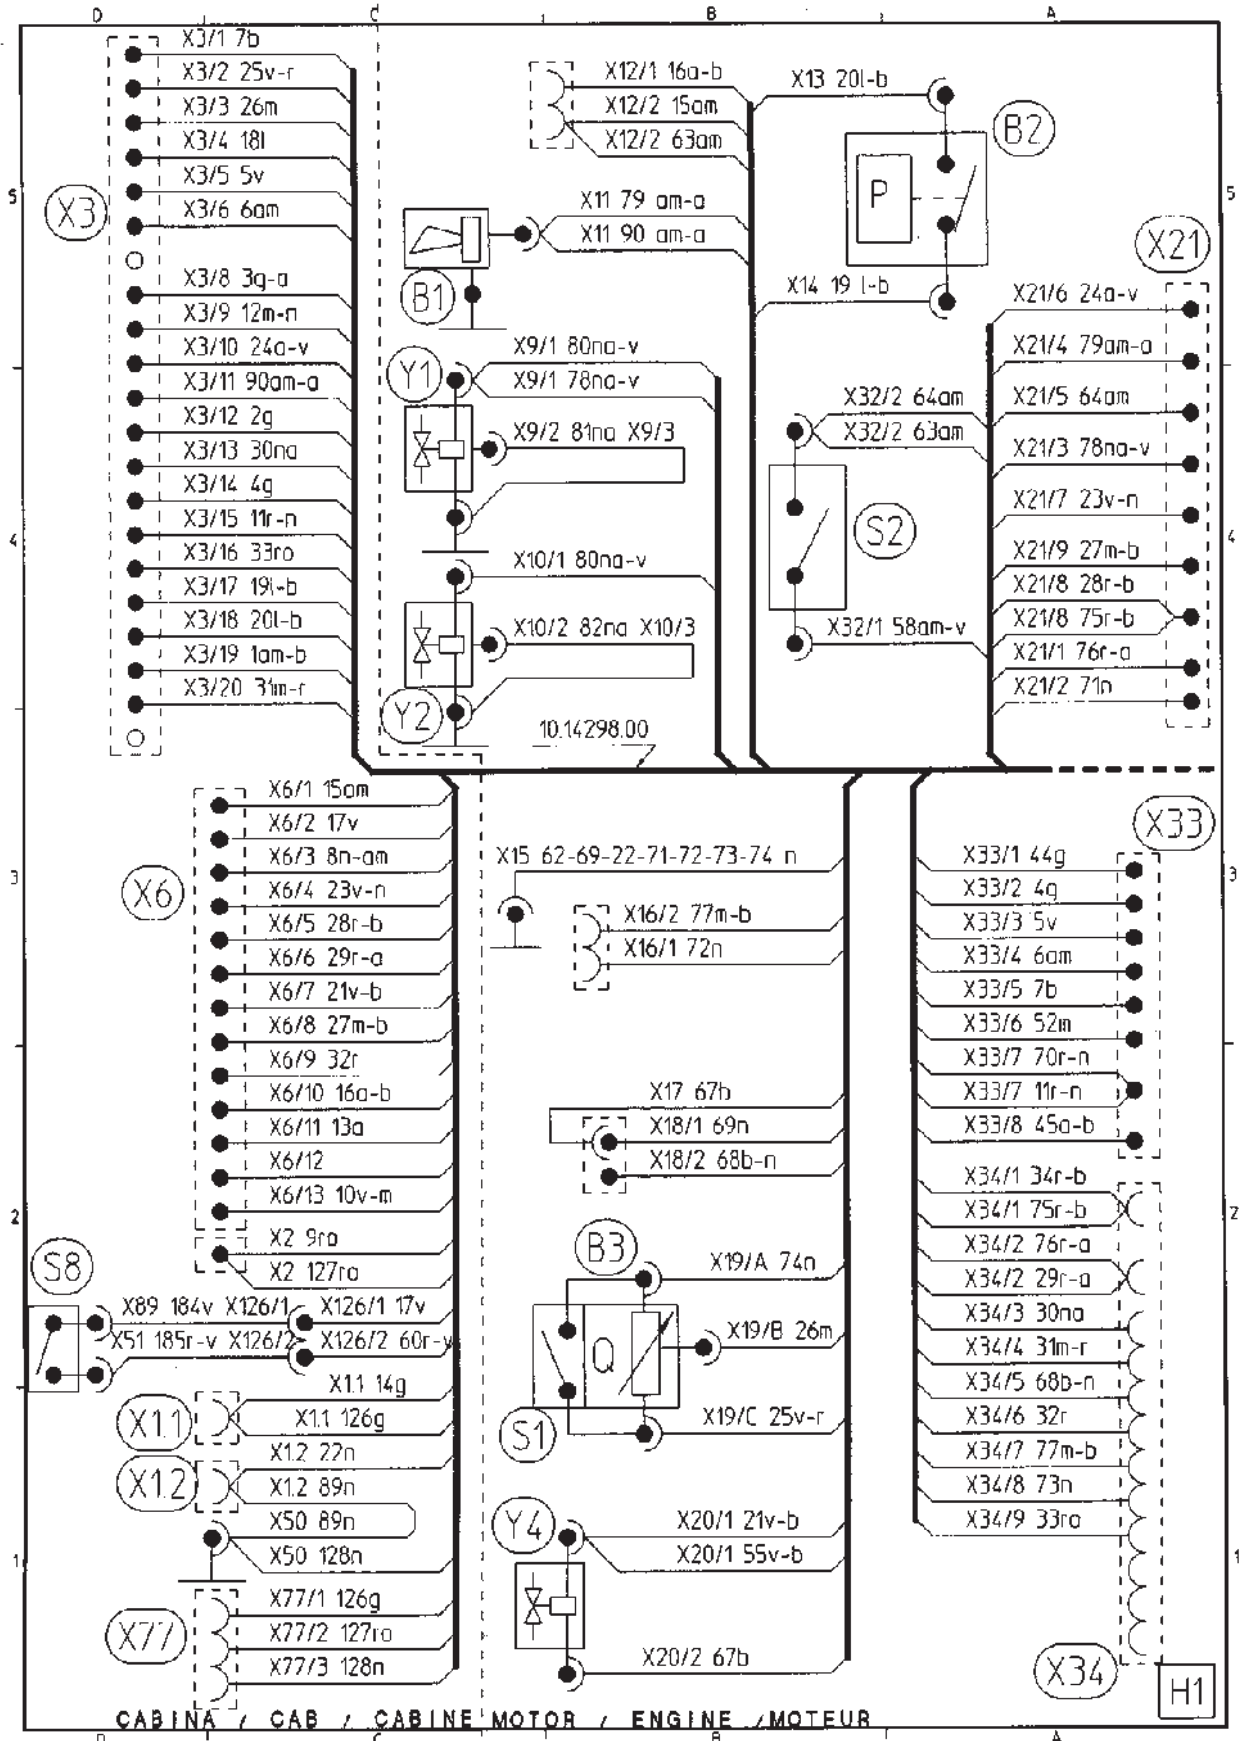 D C B A
X3/1 7b
X3/2 25v-r
X3/3 26m
X3/4 18l
X3/5 5v
X3/6 6am
X3
X3/8 3g-a
X3/9 12m-n
X3/10 24a-v
X3/11 90am-a
X3/12 2g
X3/13 30na
X3/14 4g
X3/15 11r-n
X3/16 33ro
X3/17 19l-b
X3/18 20l-b
X3/19 1am-b
X3/20 31m-r
5
4
X12/1 16a-b
X12/2 15am
X12/2 63am
X11 79 am-a
X11 90 am-a
B1
Y1
X9/1 80na-v
X9/1 78na-v
X9/2 81na X9/3
X10/1 80na-v
X10/2 82na X10/3
Y2
10.14298.00
X13 20l-b
B2
P
X14 19 l-b
X32/2 64am
X32/2 63am
S2
X32/1 58am-v
X21
X21/6 24a-v
X21/4 79am-a
X21/5 64am
X21/3 78na-v
X21/7 23v-n
X21/9 27m-b
X21/8 28r-b
X21/8 75r-b
X21/1 76r-a
X21/2 71n
5
4
X6/1 15am
X6/2 17v
X6/3 8n-am
X6/4 23v-n
X6/5 28r-b
X6/6 29r-a
X6/7 21v-b
X6/8 27m-b
X6/9 32r
X6/10 16a-b
X6/11 13a
X6/12
X6/13 10v-m
X6
X2 9ro
X2 127ro
3
2
S8
X89 184v X126/1 X126/1 17v
X51 185r-v X126/2 X126/2 60r-v
X1.1 14g
X1.1 126g
X1.1
X1.2 22n
X1.2 89n
X1.2
X50 89n
X50 128n
1
X77/1 126g
X77/2 127ro
X77/3 128n
X77
X15 62-69-22-71-72-73-74 n
X16/2 77m-b
X16/1 72n
X17 67b
X18/1 69n
X18/2 68b-n
B3
X19/A 74n
X19/B 26m
Q
X19/C 25v-r
S1
Y4
X20/1 21v-b
X20/1 55v-b
X20/2 67b
X33
X33/1 44g
X33/2 4g
X33/3 5v
X33/4 6am
X33/5 7b
X33/6 52m
X33/7 70r-n
X33/7 11r-n
X33/8 45a-b
X34/1 34r-b
X34/1 75r-b
X34/2 76r-a
X34/2 29r-a
X34/3 30na
X34/4 31m-r
X34/5 68b-n
X34/6 32r
X34/7 77m-b
X34/8 73n
X34/9 33ro
X34
3
2
1
H1
CABINA / CAB / CABINE MOTOR / ENGINE / MOTEUR
D C B A